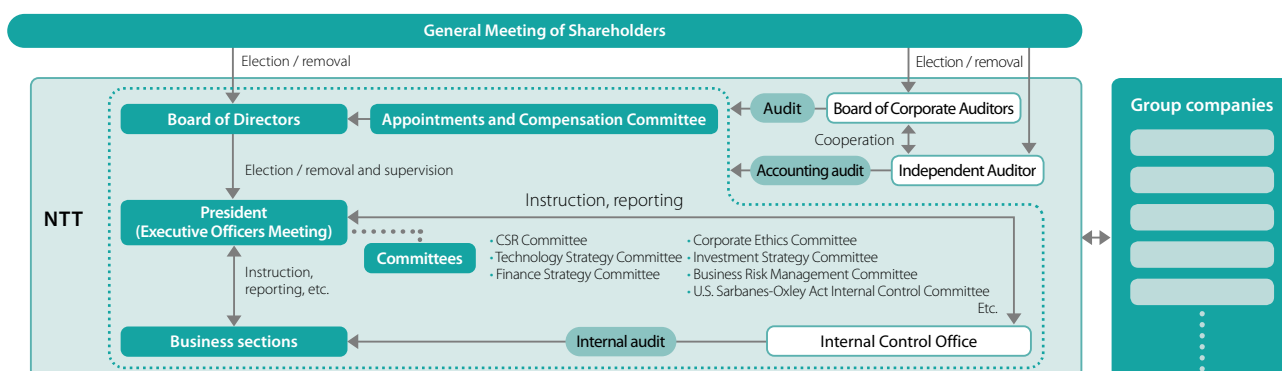 General Meeting of Shareholders
Election / removal
Election / removal
Group companies
Board of Directors
Appointments and Compensation Committee
Audit
Board of Corporate Auditors
Cooperation
Accounting audit
Independent Auditor
Election / removal and supervision
NTT
President
(Executive Officers Meeting)
Instruction, reporting
Committees
・CSR Committee
・Technology Strategy Committee
・Finance Strategy Committee
・Corporate Ethics Committee
・Investment Strategy Committee
・Business Risk Management Committee
・U.S. Sarbanes-Oxley Act Internal Control Committee
Etc.
Instruction,
reporting, etc.
Business sections
Internal audit
Internal Control Office